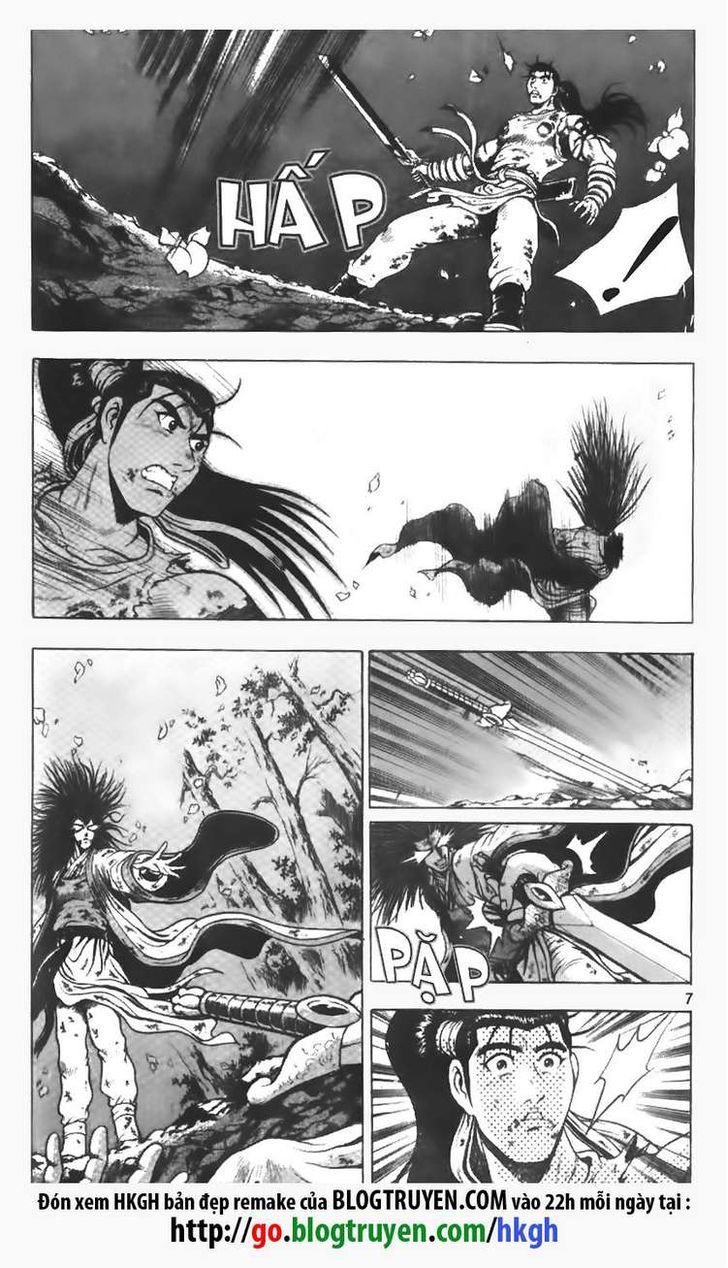 HẤP
!
PẶP
7
Đón xem HKGH bản đẹp remake của BLOGTRUYEN.COM vào 22h mỗi ngày tại :
http://go.blogtruyen.com/hkgh